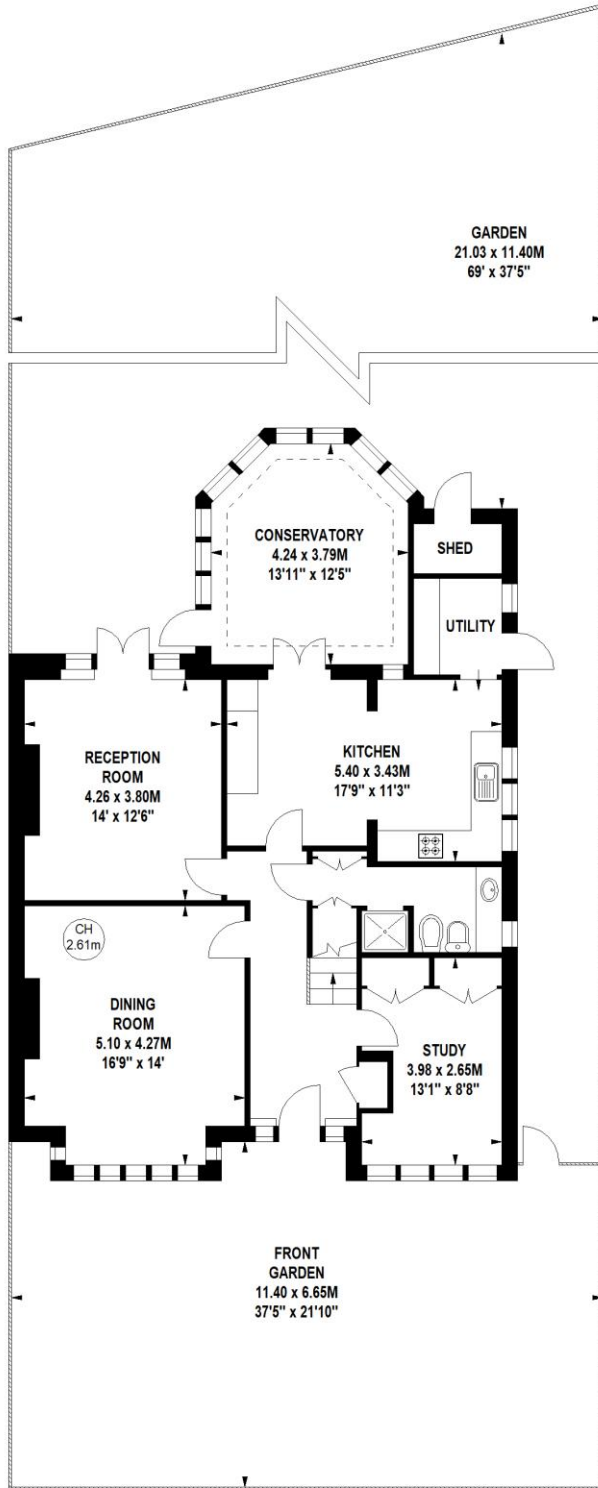 GARDEN
21.03 x 11.40M
69' x 37'5"
CONSERVATORY
4.24 x 3.79M
13'11" x 12'5"
SHED
UTILITY
RECEPTION
ROOM
4.26 x 3.80M
14' x 12'6"
KITCHEN
5.40 x 3.43M
17'9" x 11'3"
CH
2.61m
DINING
ROOM
5.10 x 4.27M
16'9" x 14'
STUDY
3.98 x 2.65M
13'1" x 8'8"
FRONT
GARDEN
11.40 x 6.65M
37'5" x 21'10"